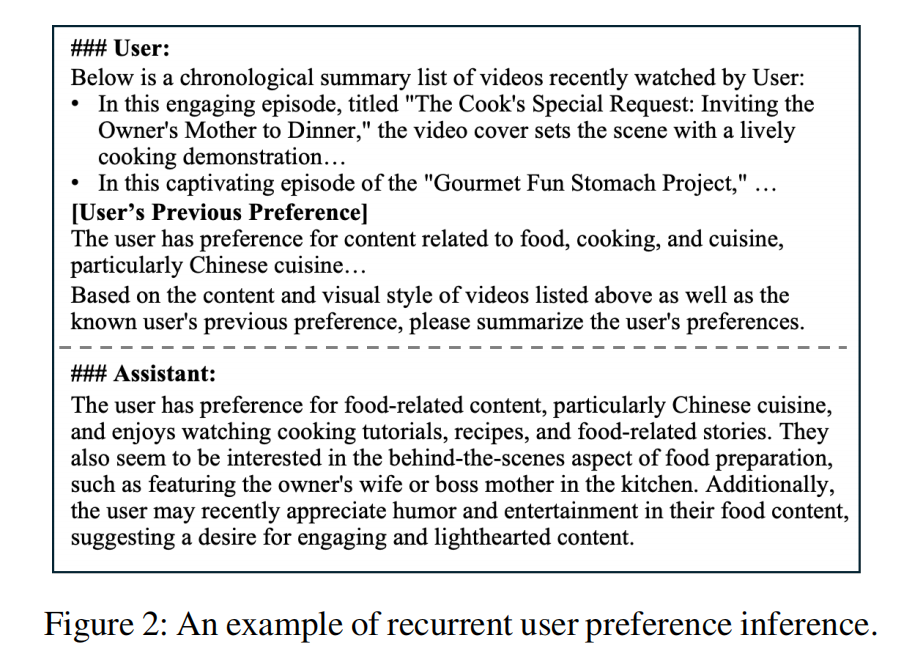 ### User:
Below is a chronological summary list of videos recently watched by User:
• In this engaging episode, titled "The Cook's Special Request: Inviting the
Owner's Mother to Dinner," the video cover sets the scene with a lively
cooking demonstration…
• In this captivating episode of the "Gourmet Fun Stomach Project," …
[User’s Previous Preference]
The user has preference for content related to food, cooking, and cuisine,
particularly Chinese cuisine…
Based on the content and visual style of videos listed above as well as the
known user's previous preference, please summarize the user's preferences.
### Assistant:
The user has preference for food-related content, particularly Chinese cuisine,
and enjoys watching cooking tutorials, recipes, and food-related stories. They
also seem to be interested in the behind-the-scenes aspect of food preparation,
such as featuring the owner's wife or boss mother in the kitchen. Additionally,
the user may recently appreciate humor and entertainment in their food content,
suggesting a desire for engaging and lighthearted content.
Figure 2: An example of recurrent user preference inference.